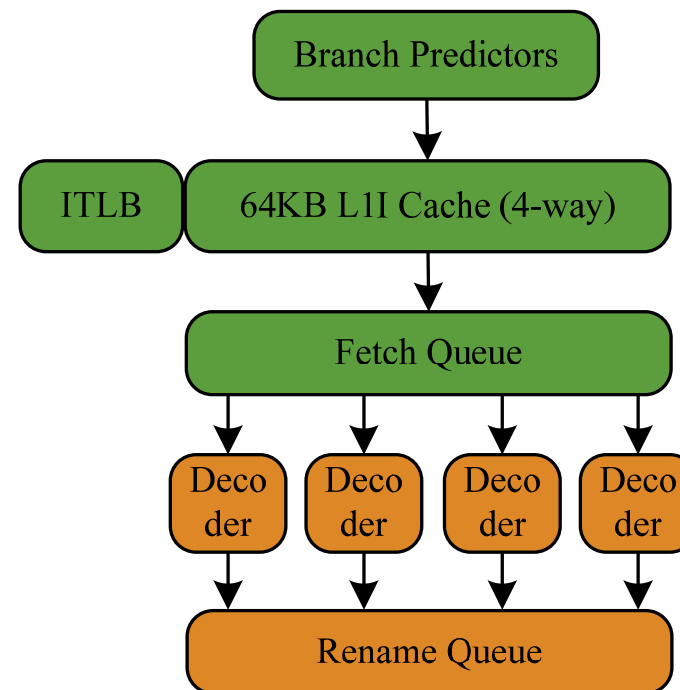 Branch Predictors
ITLB
64KB L1I Cache (4-way)
Fetch Queue
Deco
der
Deco
der
Deco
der
Deco
der
Rename Queue